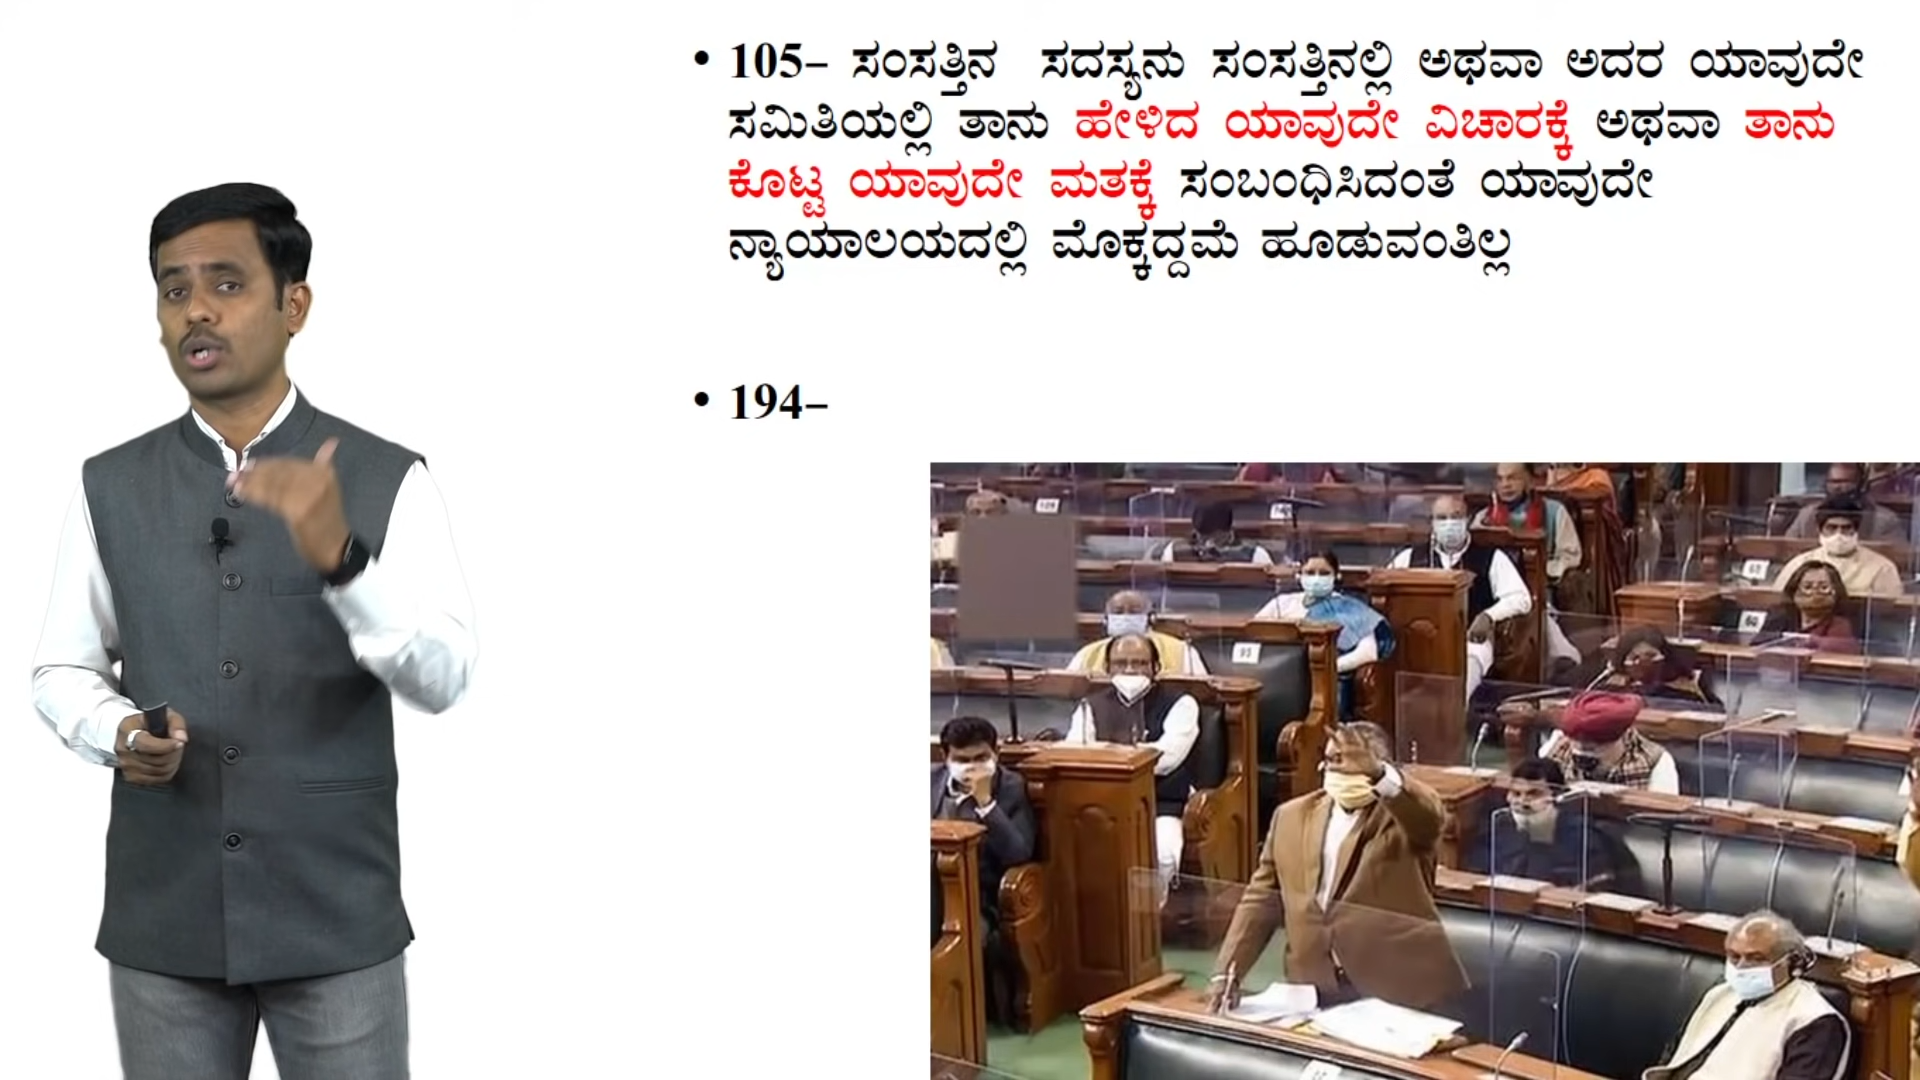 • 105– ಸಂಸತ್ತಿನ ಸದಸ್ಯನು ಸಂಸತ್ತಿನಲ್ಲಿ ಅಥವಾ ಅದರ ಯಾವುದೇ
ಸಮಿತಿಯಲ್ಲಿ ತಾನು ಹೇಳಿದ ಯಾವುದೇ ವಿಚಾರಕ್ಕೆ ಅಥವಾ ತಾನು
ಕೊಟ್ಟ ಯಾವುದೇ ಮತಕ್ಕೆ ಸಂಬಂಧಿಸಿದಂತೆ ಯಾವುದೇ
ನ್ಯಾಯಾಲಯದಲ್ಲಿ ಮೊಕ್ಕದ್ದಮೆ ಹೂಡುವಂತಿಲ್ಲ
• 194–